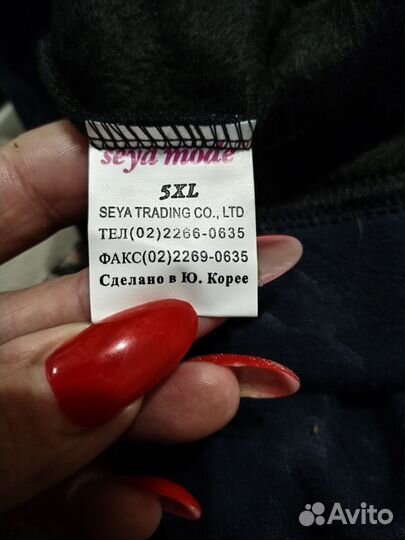 seya mode
5XL
SEYA TRADING CO., LTD
ТЕЛ(02)2266-0635
ФАКС(02)2269-0635
Сделано в Ю. Корее
Avito